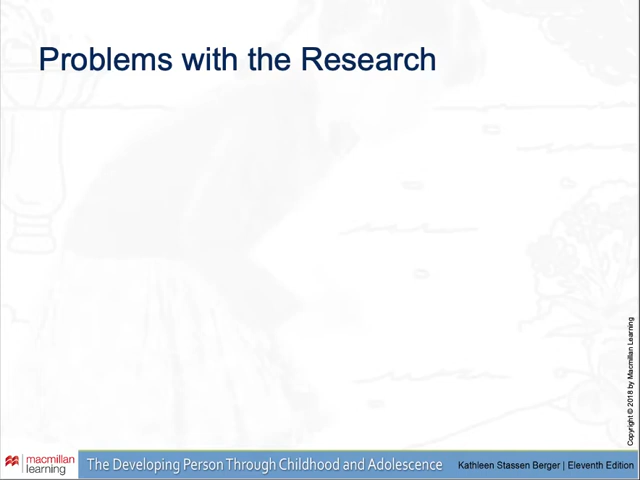 Problems with the Research
Copyright © 2018 by Macmillan Learning
macmillan
learning
The Developing Person Through Childhood and Adolescence
Kathleen Stassen Berger | Eleventh Edition